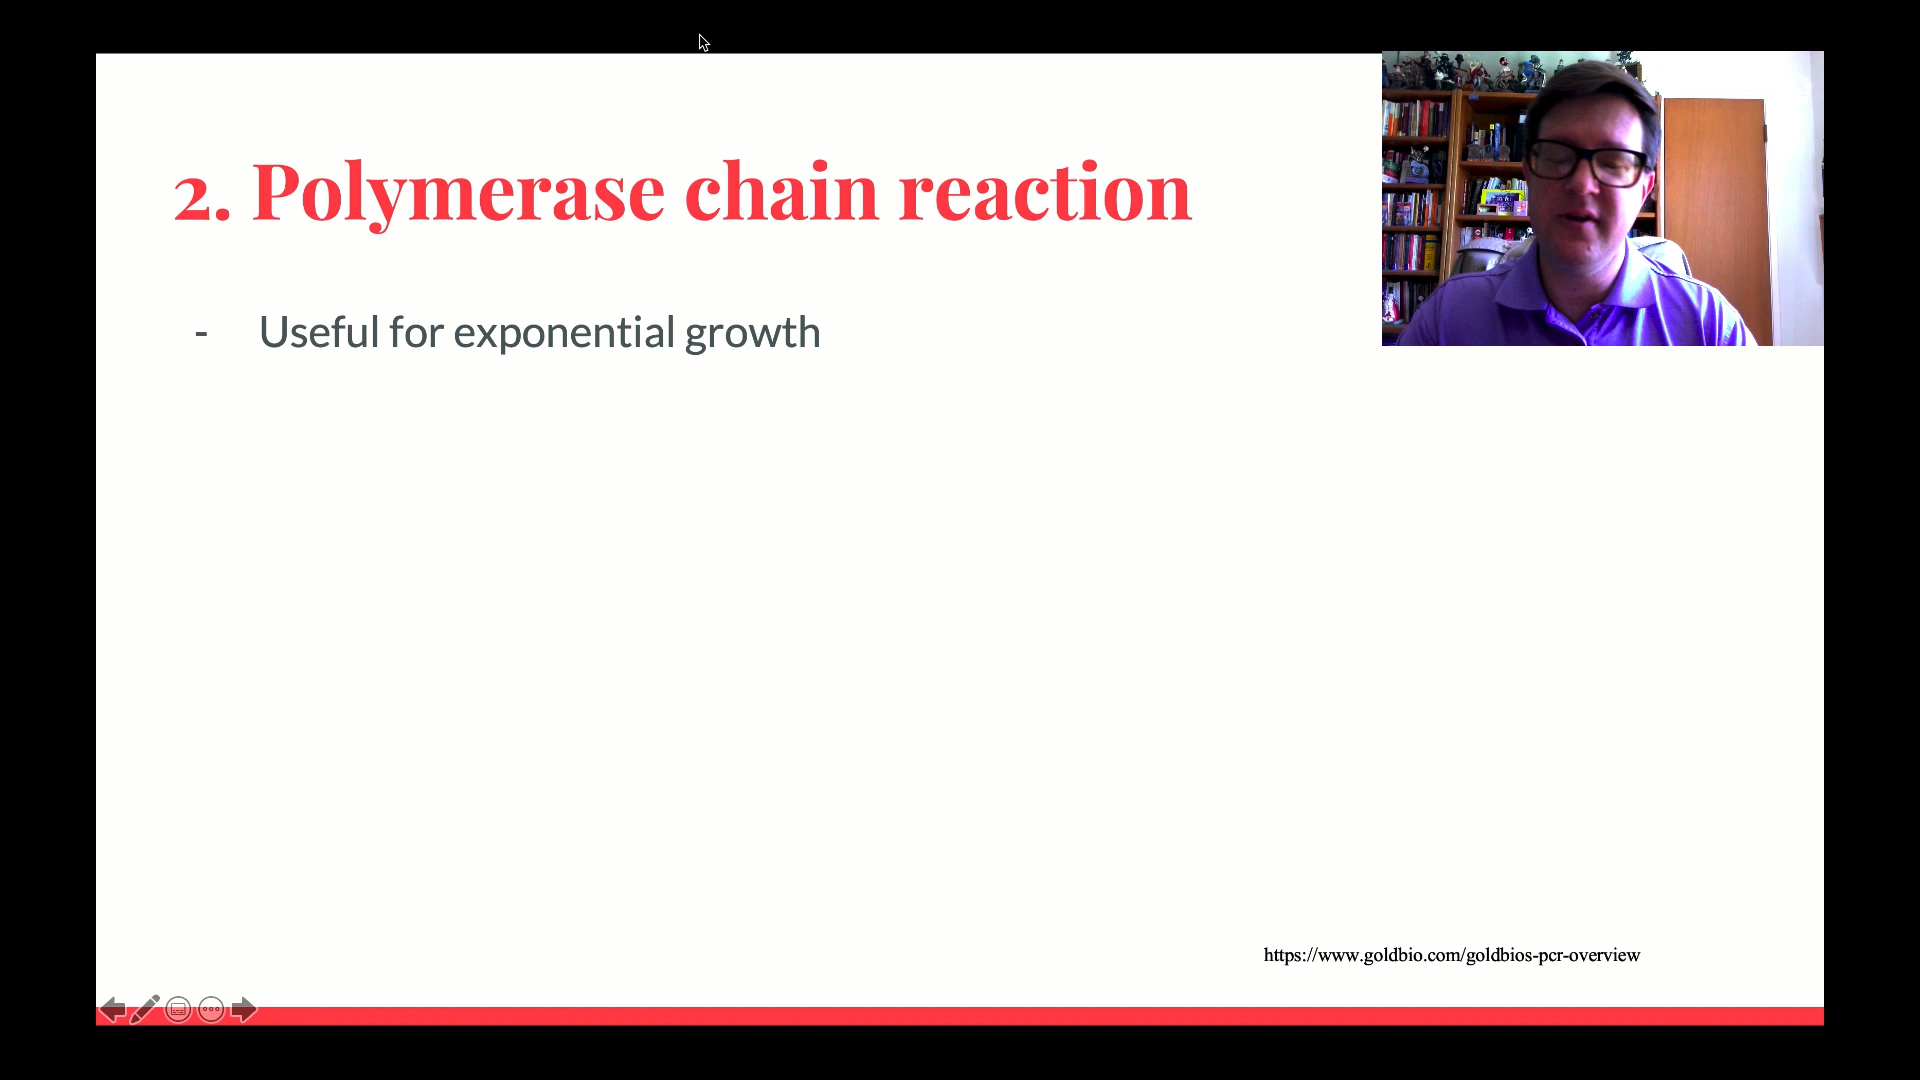 2. Polymerase chain reaction
- Useful for exponential growth
https://www.goldbio.com/goldbios-pcr-overview